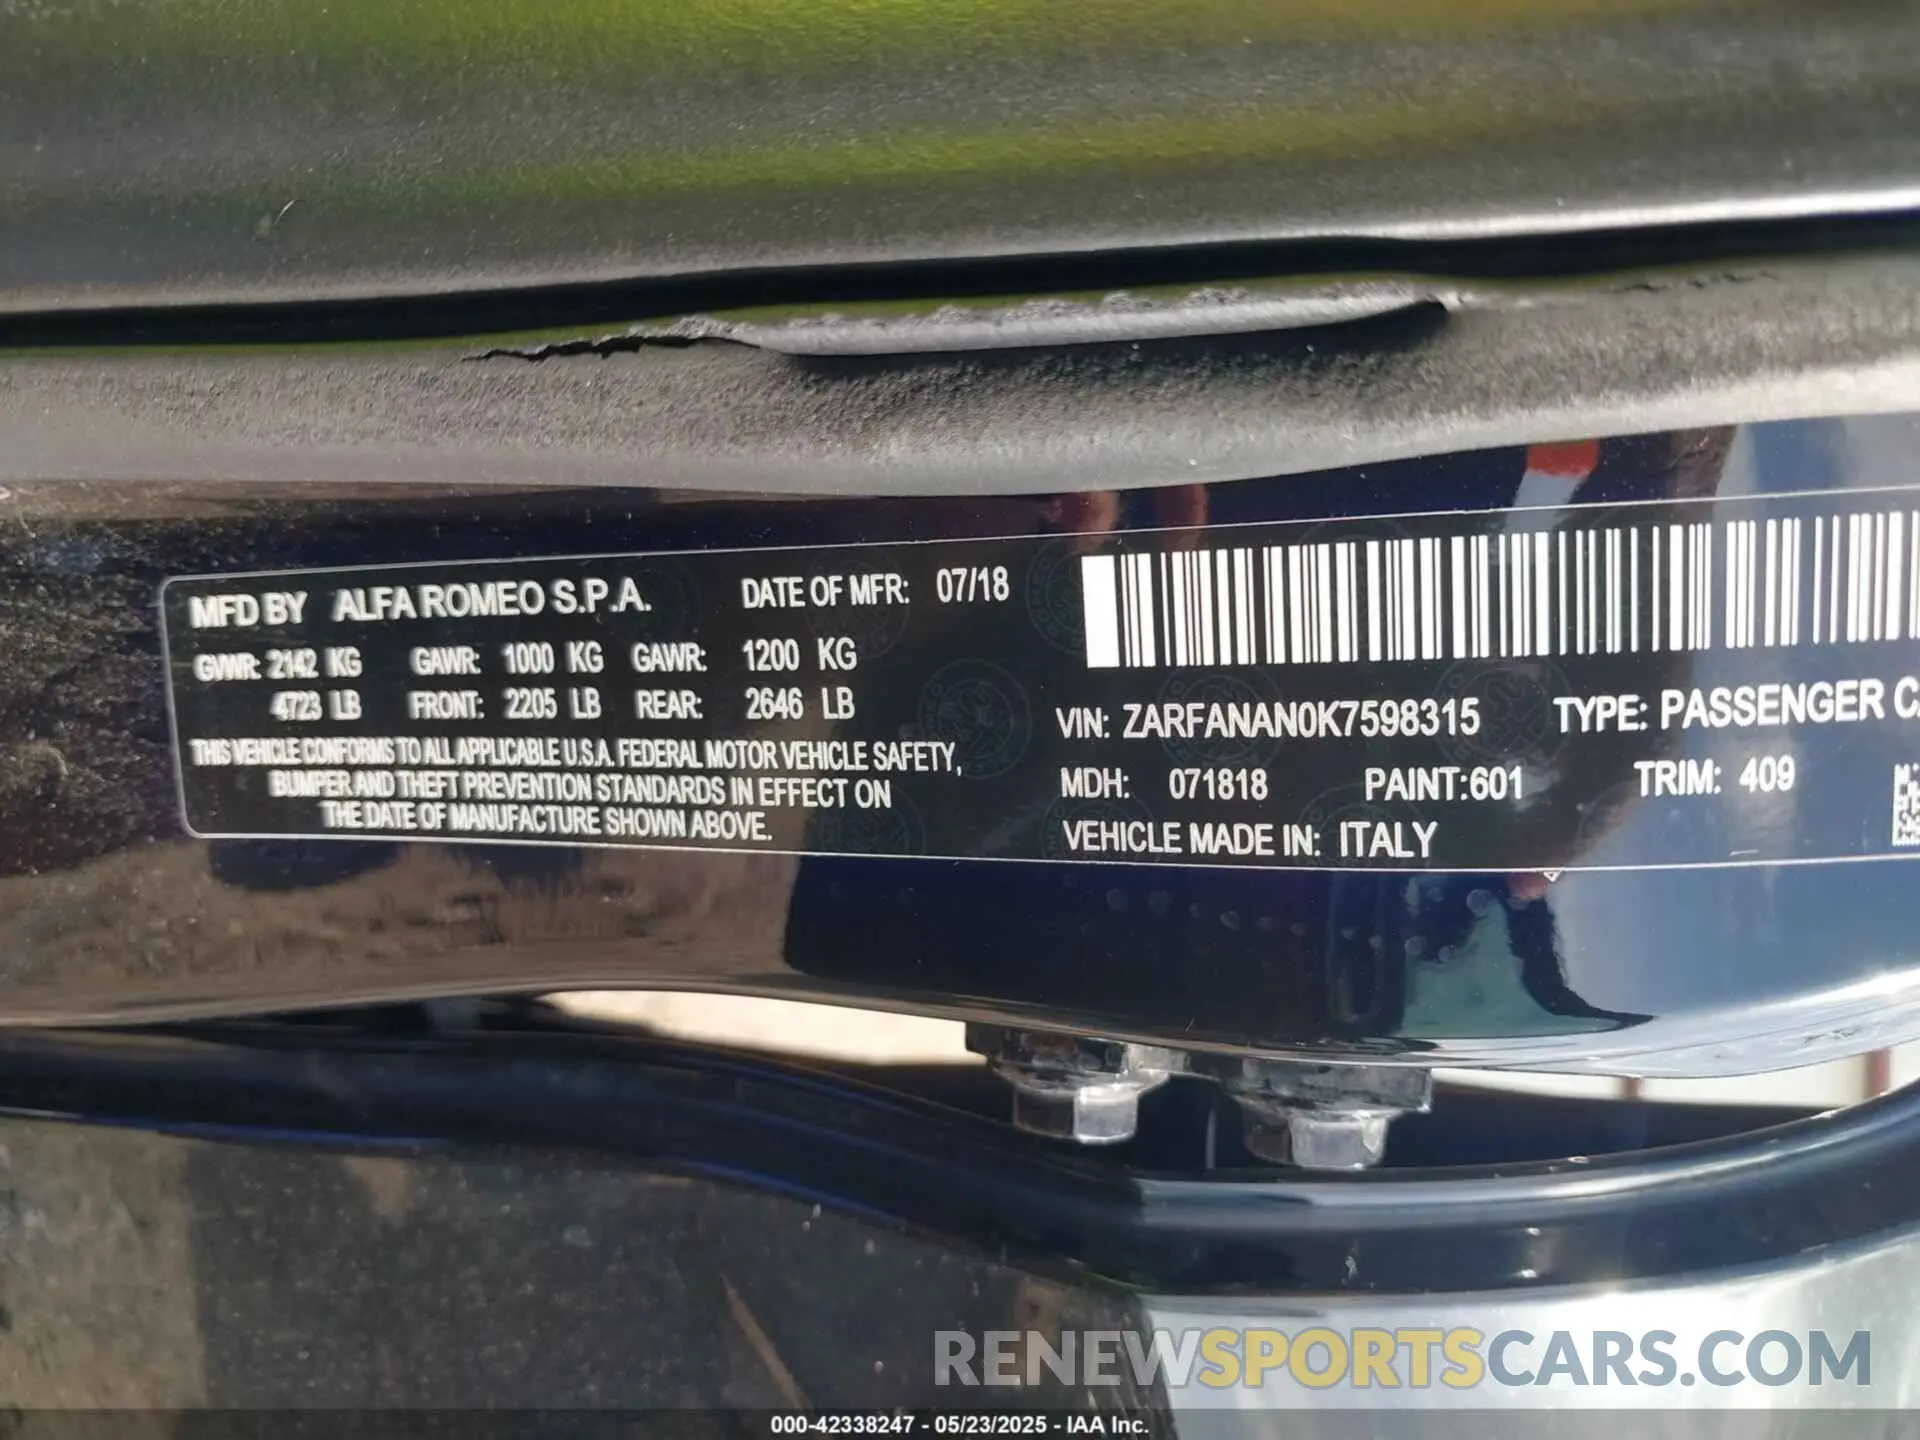 MFD BY ALFA ROMEO S.P.A. DATE OF MFR: 07/18
GVWR: 2142 KG GAWR: 1000 KG GAWR: 1200 KG
4723 LB FRONT: 2205 LB REAR: 2646 LB
THIS VEHICLE CONFORMS TO ALL APPLICABLE U.S.A. FEDERAL MOTOR VEHICLE SAFETY,
BUMPER AND THEFT PREVENTION STANDARDS IN EFFECT ON
THE DATE OF MANUFACTURE SHOWN ABOVE.
VIN: ZARFANAN0K7598315 TYPE: PASSENGER CA
MDH: 071818 PAINT:601 TRIM: 409
VEHICLE MADE IN: ITALY
RENEWSPORTSCARS.COM
000-42338247 - 05/23/2025 - IAA Inc.